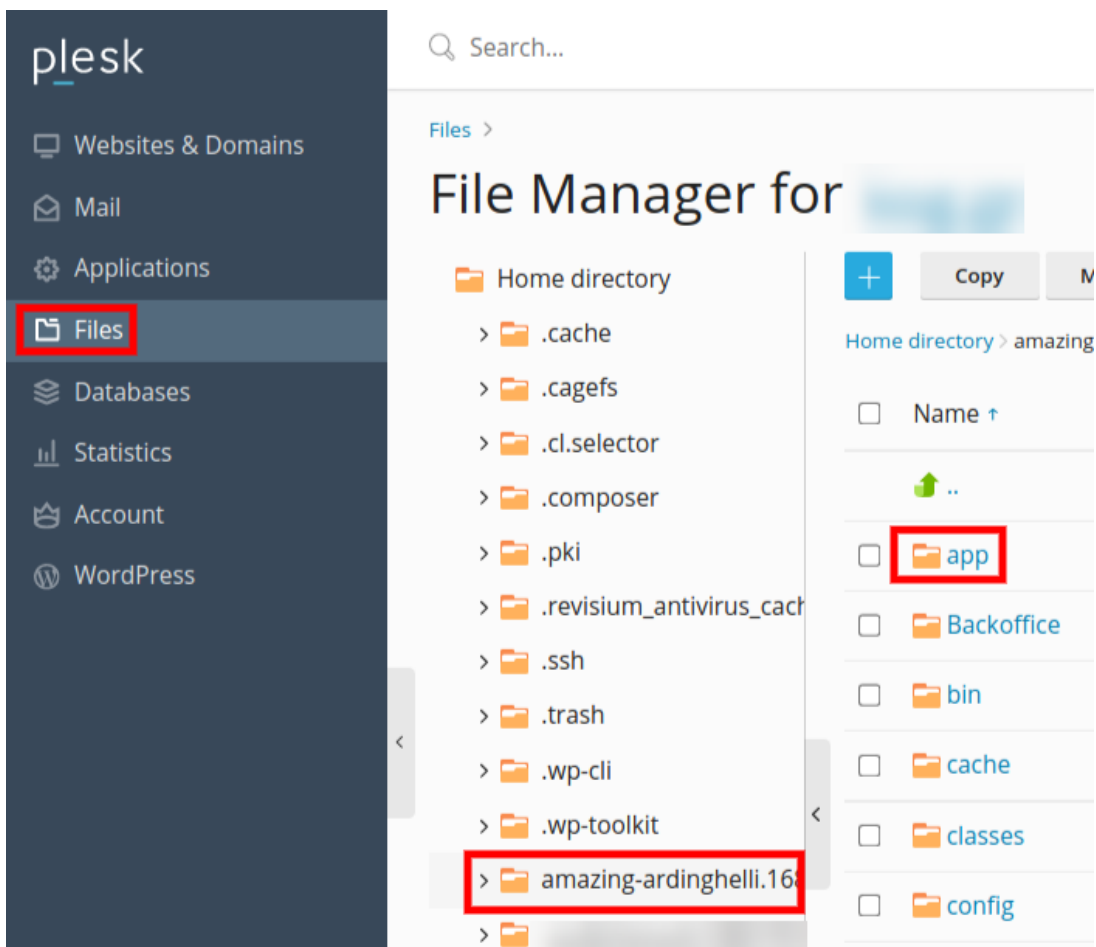 plesk
Websites & Domains
Mail
Applications
Files
Databases
Statistics
Account
WordPress
Search...
Files >
File Manager for
Home directory
.cache
.cagefs
.cl.selector
.composer
.pki
.revisium_antivirus_cach
.ssh
.trash
.wp-cli
.wp-toolkit
amazing-ardinghelli.168
+ Copy M
Home directory > amazing
Name ↑
..
app
Backoffice
bin
cache
classes
config